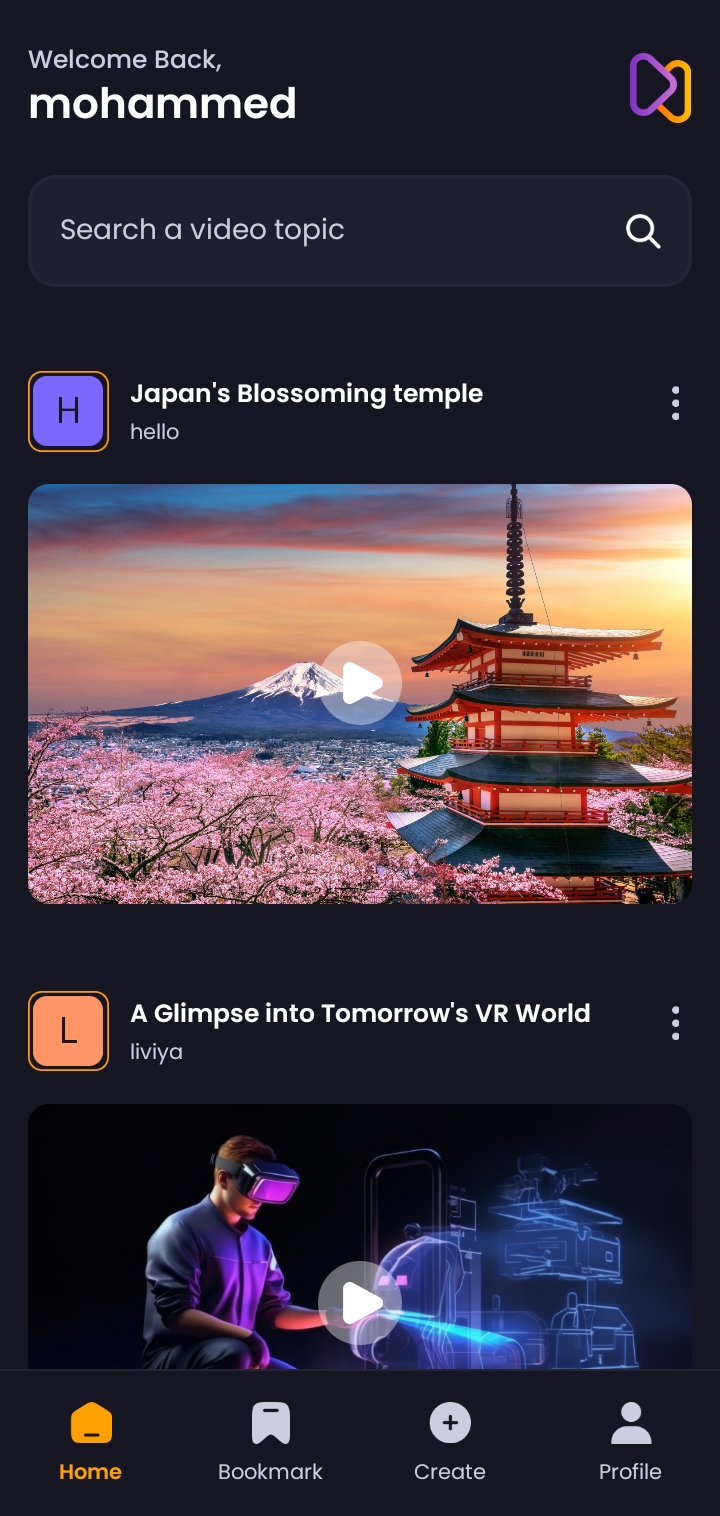 Welcome Back,
mohammed
Search a video topic
H
Japan's Blossoming temple
hello
L
A Glimpse into Tomorrow's VR World
liviya
Home
Bookmark
Create
Profile